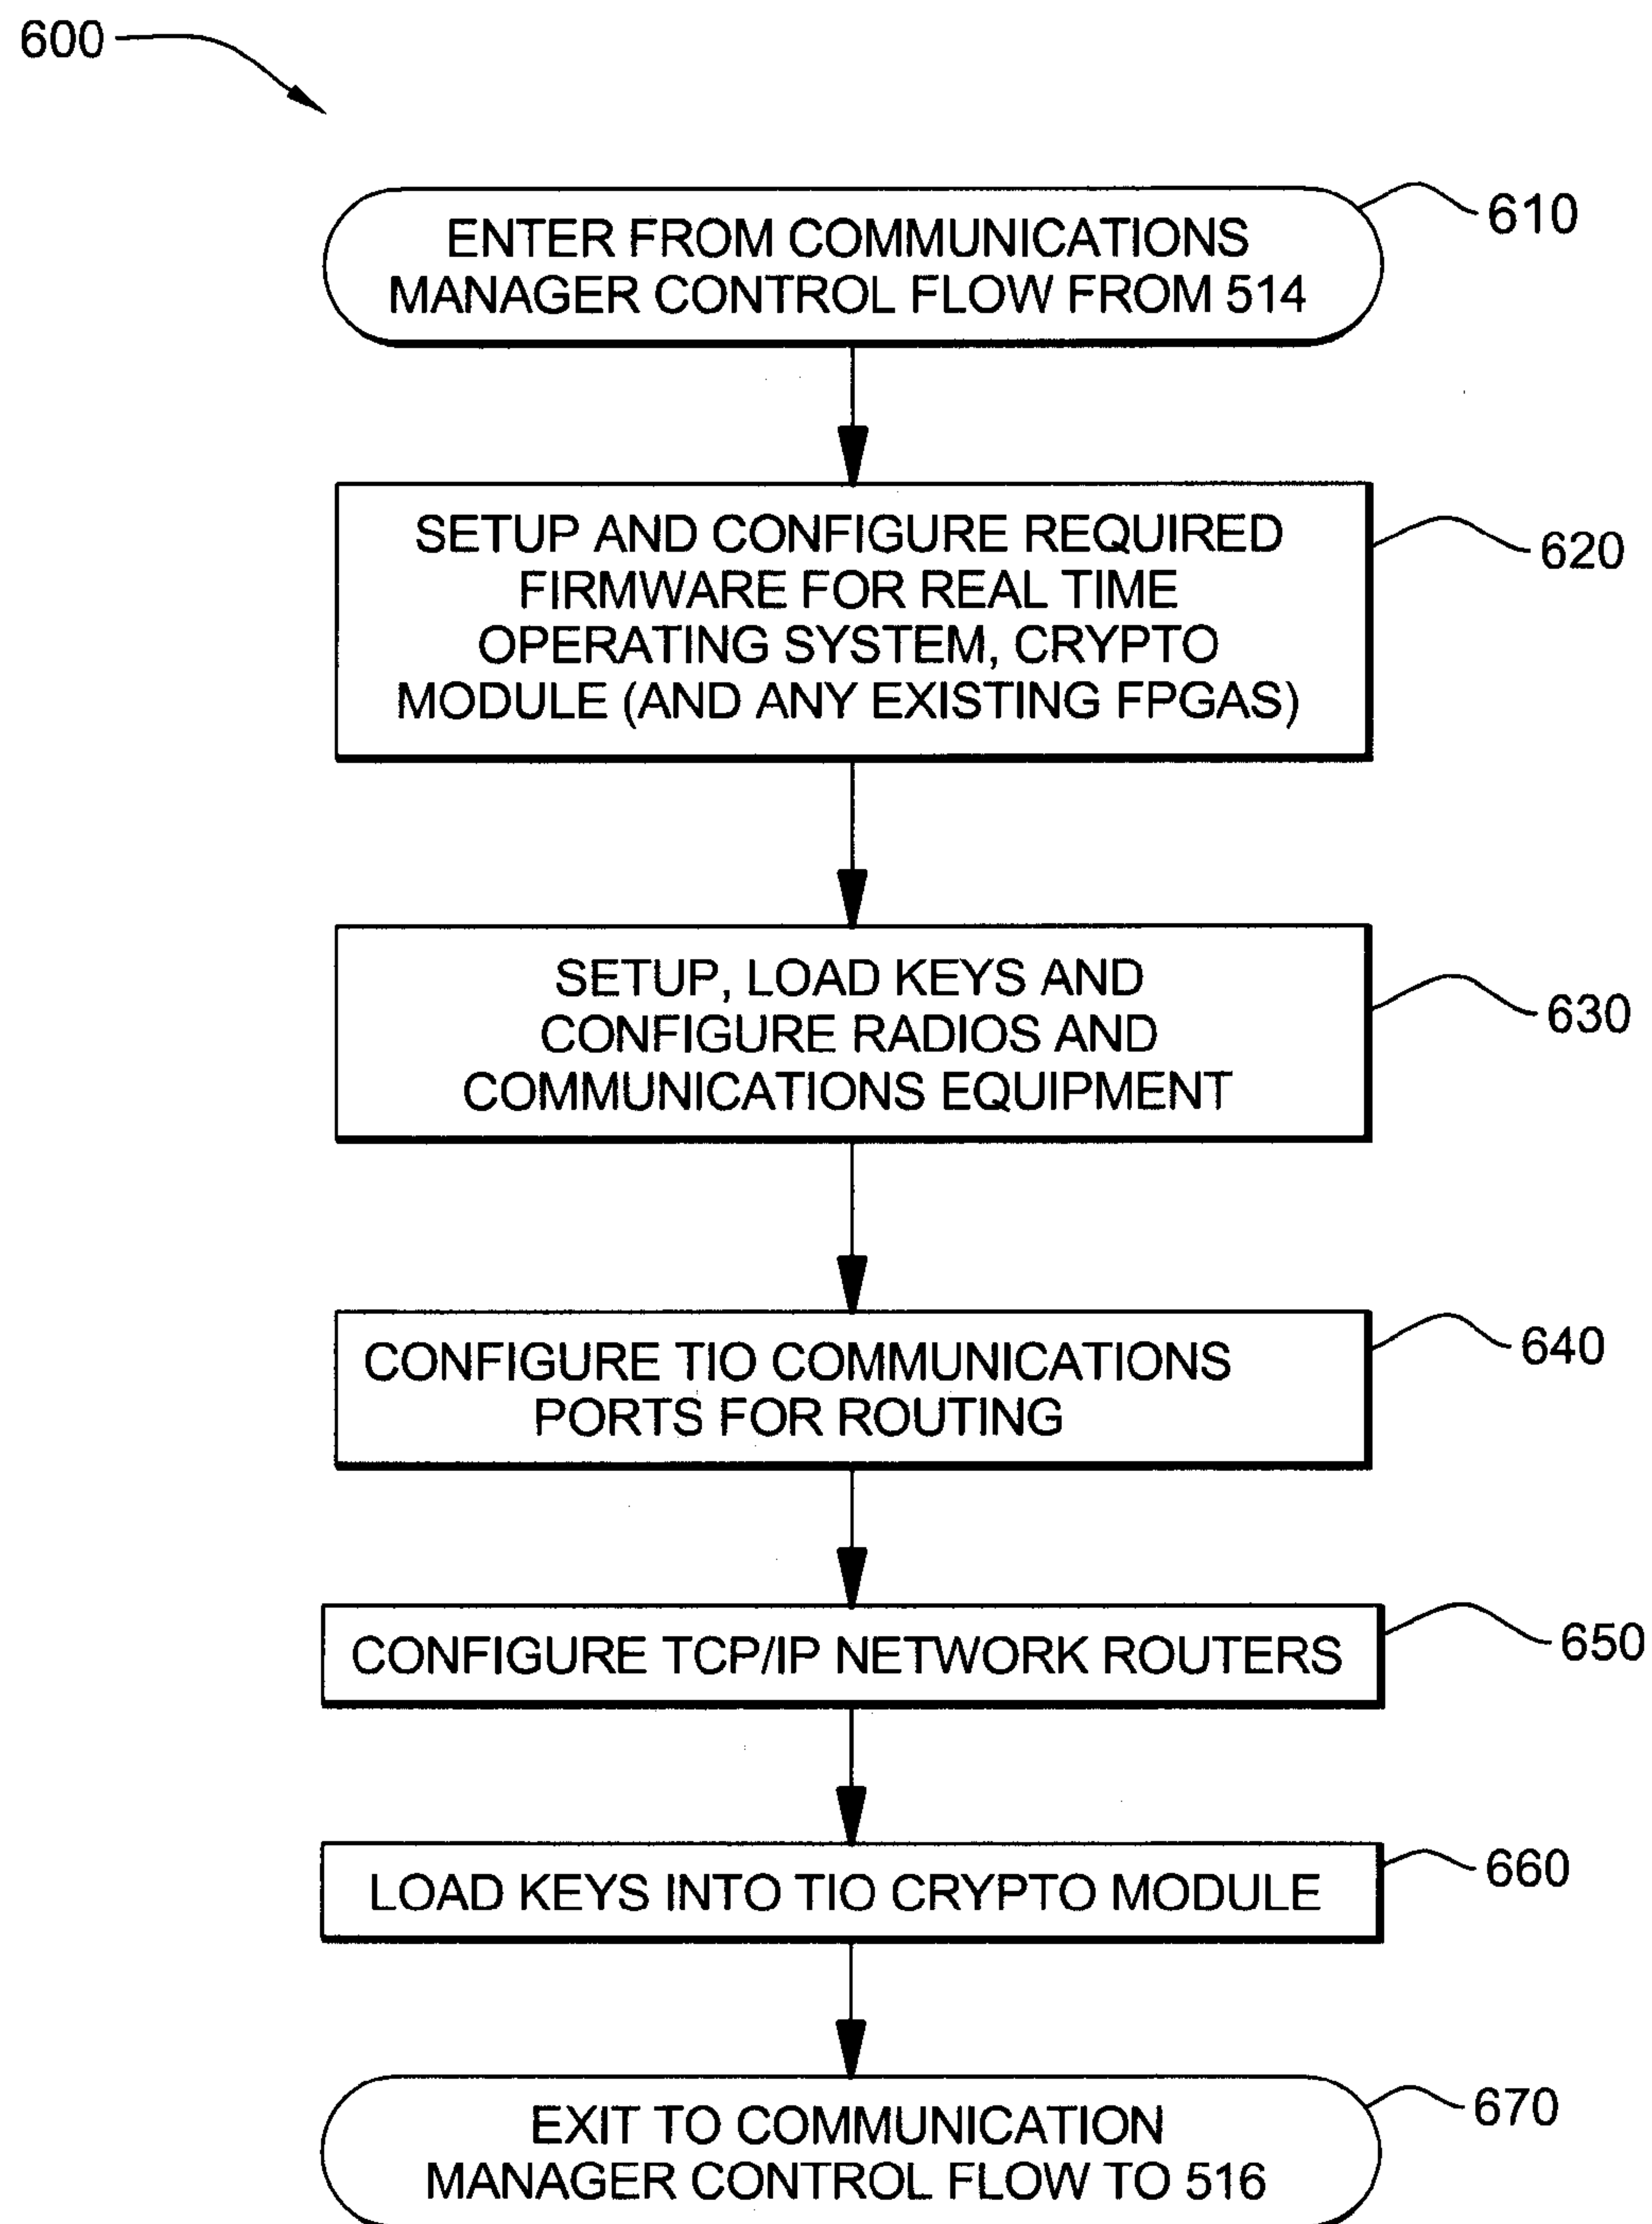 600
610
ENTER FROM COMMUNICATIONS
MANAGER CONTROL FLOW FROM 514
620
SETUP AND CONFIGURE REQUIRED
FIRMWARE FOR REAL TIME
OPERATING SYSTEM, CRYPTO
MODULE (AND ANY EXISTING FPGAS)
630
SETUP, LOAD KEYS AND
CONFIGURE RADIOS AND
COMMUNICATIONS EQUIPMENT
640
CONFIGURE TIO COMMUNICATIONS
PORTS FOR ROUTING
650
CONFIGURE TCP/IP NETWORK ROUTERS
660
LOAD KEYS INTO TIO CRYPTO MODULE
670
EXIT TO COMMUNICATION
MANAGER CONTROL FLOW TO 516